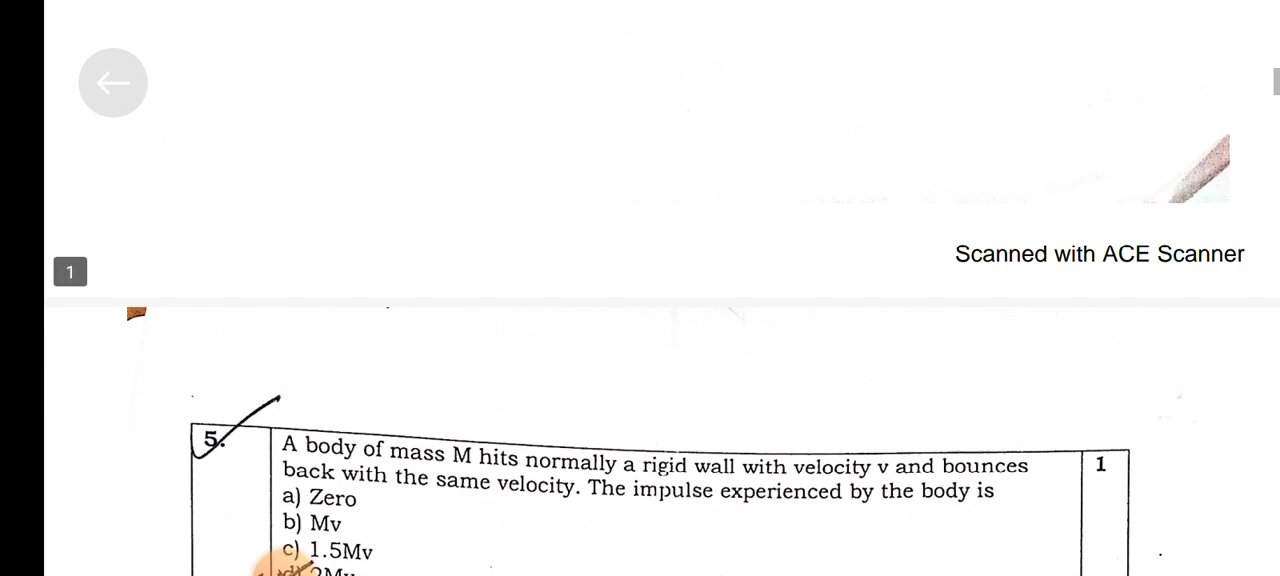 Scanned with ACE Scanner
1
5.
A body of mass M hits normally a rigid wall with velocity v and bounces
1
back with the same velocity. The impulse experienced by the body is
a) Zero
b) Mv
c) 1.5Mv